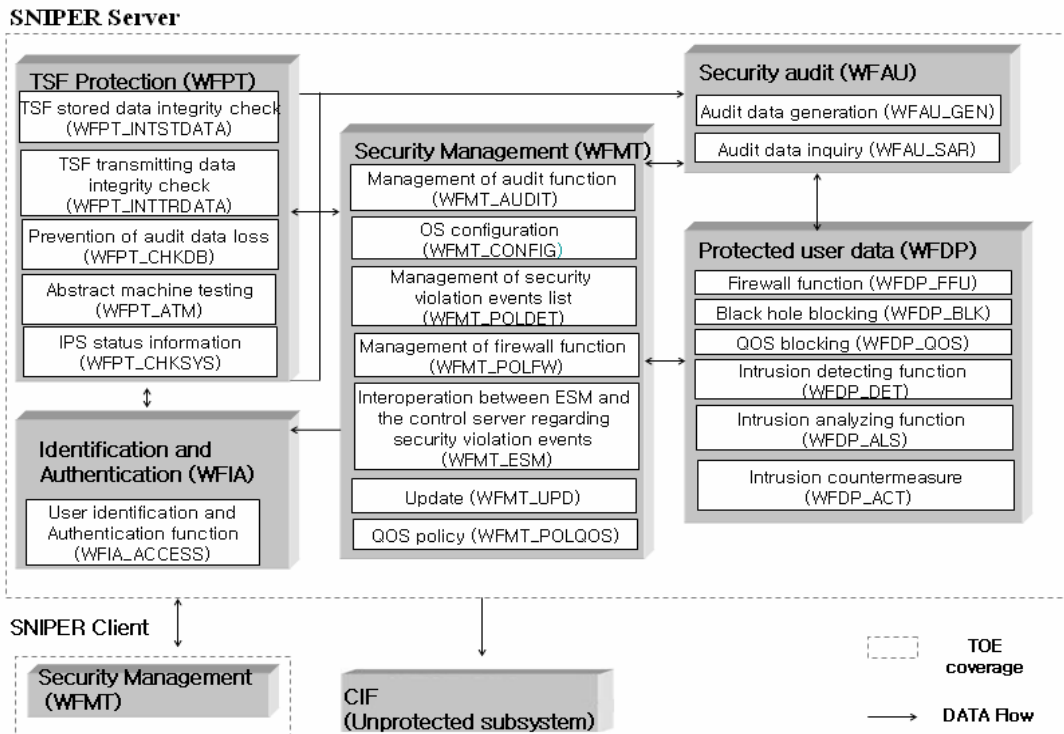 SNIPER Server
TSF Protection (WFPT)
TSF stored data integrity check
(WFPT_INTSTDATA)
TSF transmitting data
integrity check
(WFPT_INTTRDATA)
Prevention of audit data loss
(WFPT_CHKDB)
Abstract machine testing
(WFPT_ATM)
IPS status information
(WFPT_CHKSYS)
Identification and
Authentication (WFIA)
User identification and
Authentication function
(WFIA_ACCESS)
Security Management (WFMT)
Management of audit function
(WFMT_AUDIT)
OS configuration
(WFMT_CONFIG)
Management of security
violation events list
(WFMT_POLDET)
Management of firewall function
(WFMT_POLFW)
Interoperation between ESM and
the control server regarding
security violation events
(WFMT_ESM)
Update (WFMT_UPD)
QOS policy (WFMT_POLQOS)
Security audit (WFAU)
Audit data generation (WFAU_GEN)
Audit data inquiry (WFAU_SAR)
Protected user data (WFDP)
Firewall function (WFDP_FFU)
Black hole blocking (WFDP_BLK)
QOS blocking (WFDP_QOS)
Intrusion detecting function
(WFDP_DET)
Intrusion analyzing function
(WFDP_ALS)
Intrusion countermeasure
(WFDP_ACT)
SNIPER Client
Security Management
(WFMT)
CIF
(Unprotected subsystem)
TOE
coverage
DATA Flow